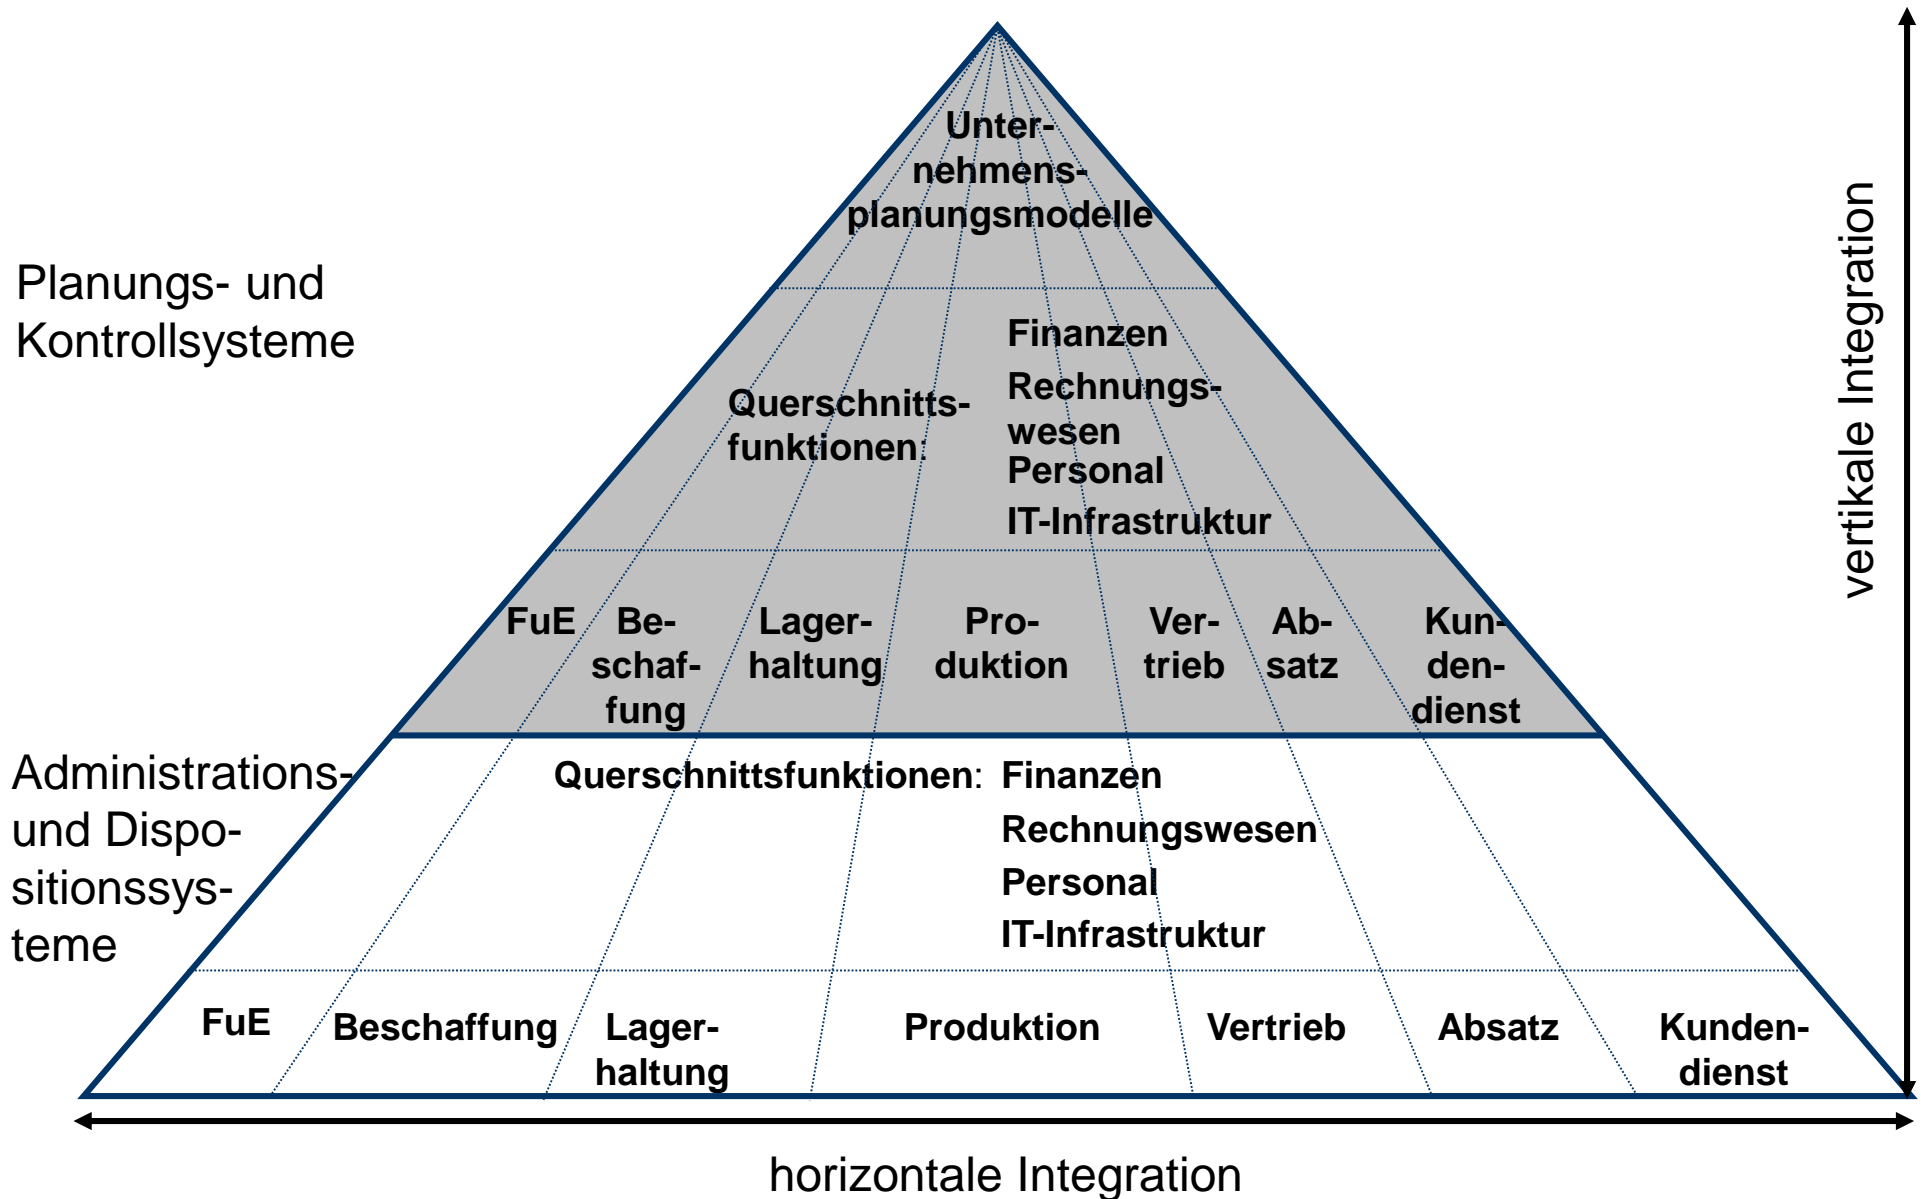 Unter-
nehmens-
planungsmodelle
Planungs- und
Kontrollsysteme
vertikale Integration
Querschnitts-
funktionen:
Finanzen
Rechnungs-
wesen
Personal
IT-Infrastruktur
FuE
Be-
schaf-
fung
Lager-
haltung
Pro-
duktion
Ver-
trieb
Ab-
satz
Kun-
den-
dienst
Administrations-
und Dispo-
sitionssys-
teme
Querschnittsfunktionen: Finanzen
Rechnungswesen
Personal
IT-Infrastruktur
FuE
Beschaffung
Lager-
haltung
Produktion
Vertrieb
Absatz
Kunden-
dienst
horizontale Integration